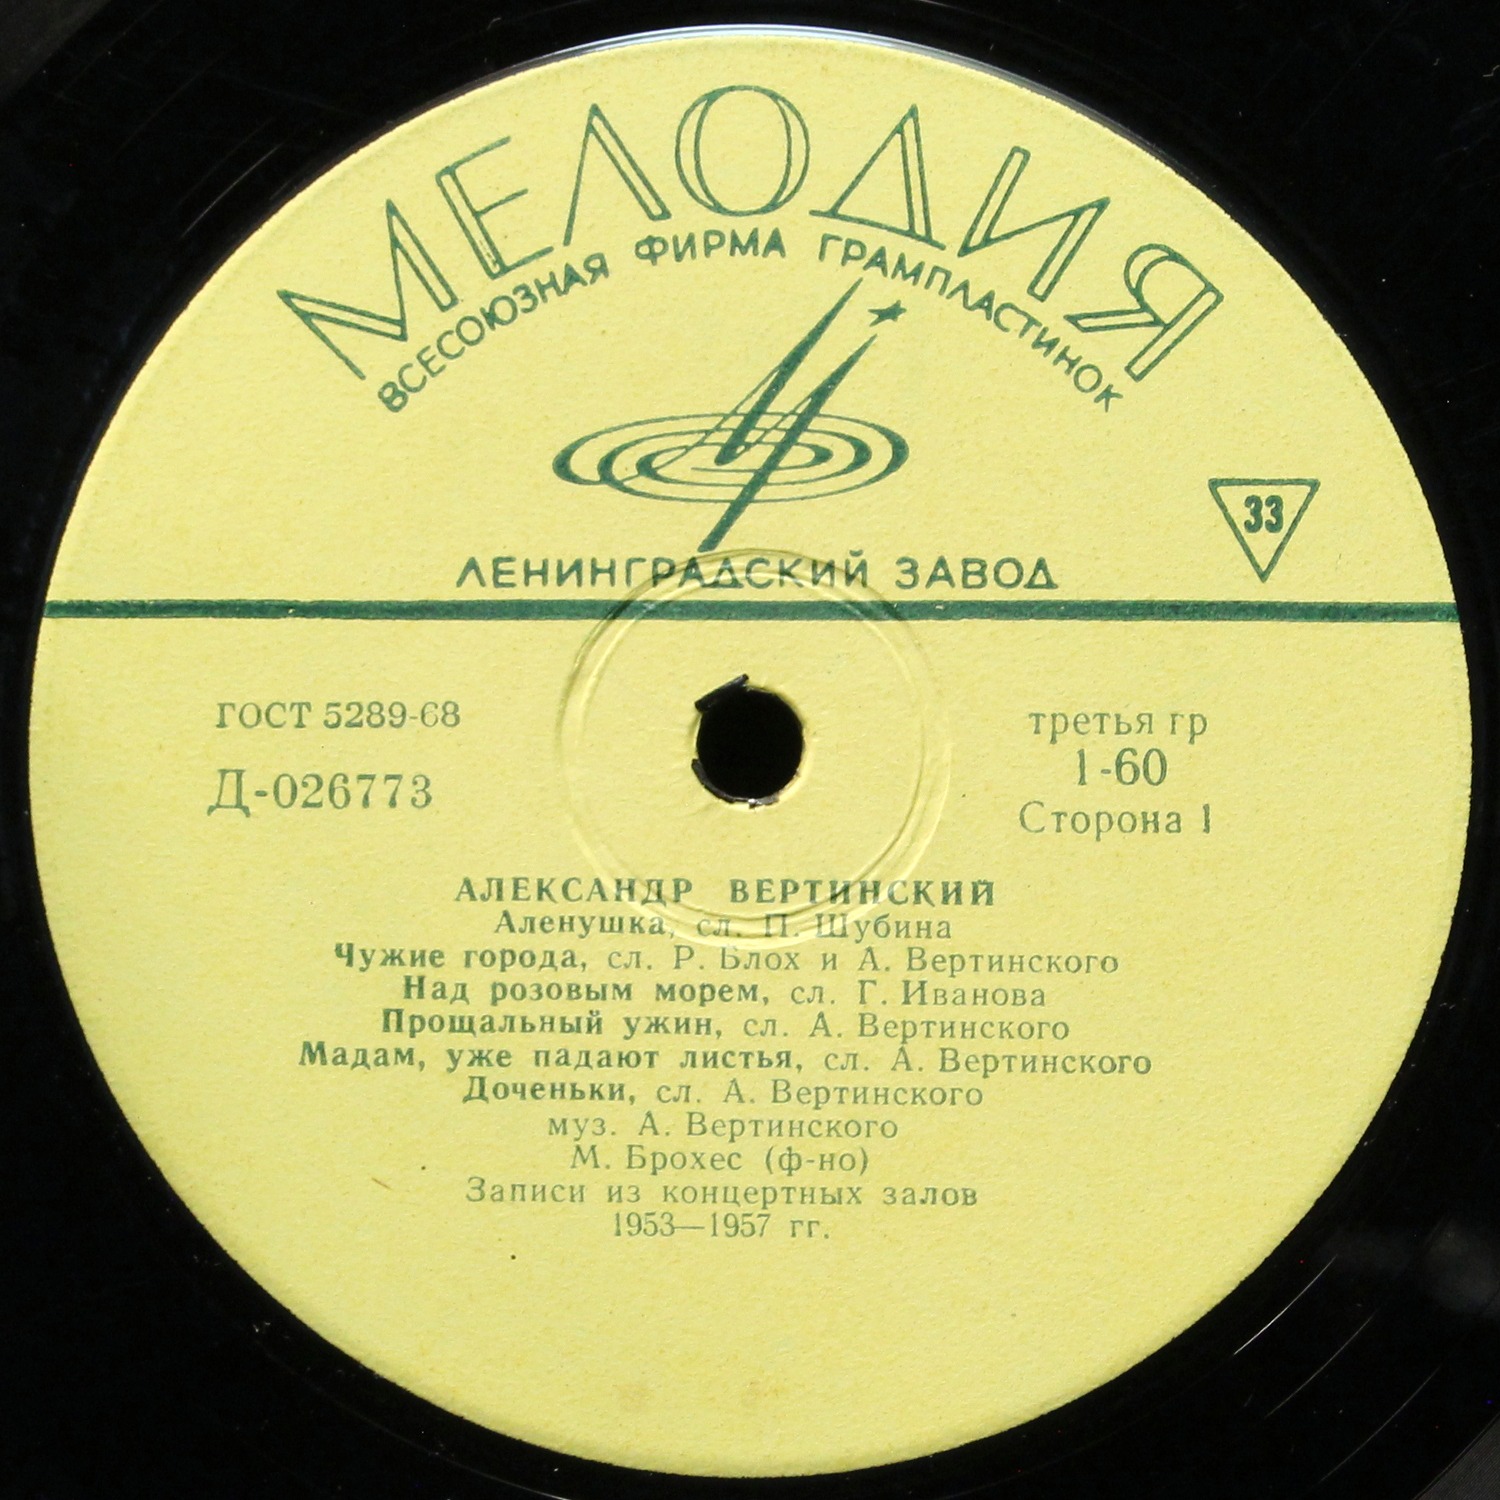 МЕЛОДИЯ
ВСЕСОЮЗНАЯ ФИРМА ГРАМПЛАСТИНОК
33
ЛЕНИНГРАДСКИЙ ЗАВОД
ГОСТ 5289-68
Д-026773
третья гр
1-60
Сторона 1
АЛЕКСАНДР ВЕРТИНСКИЙ
Аленушка, сл. П. Шубина
Чужие города, сл. Р. Блох и А. Вертинского
Над розовым морем, сл. Г. Иванова
Прощальный ужин, сл. А. Вертинского
Мадам, уже падают листья, сл. А. Вертинского
Доченьки, сл. А. Вертинского
муз. А. Вертинского
М. Брохес (ф-но)
Записи из концертных залов
1953—1957 гг.